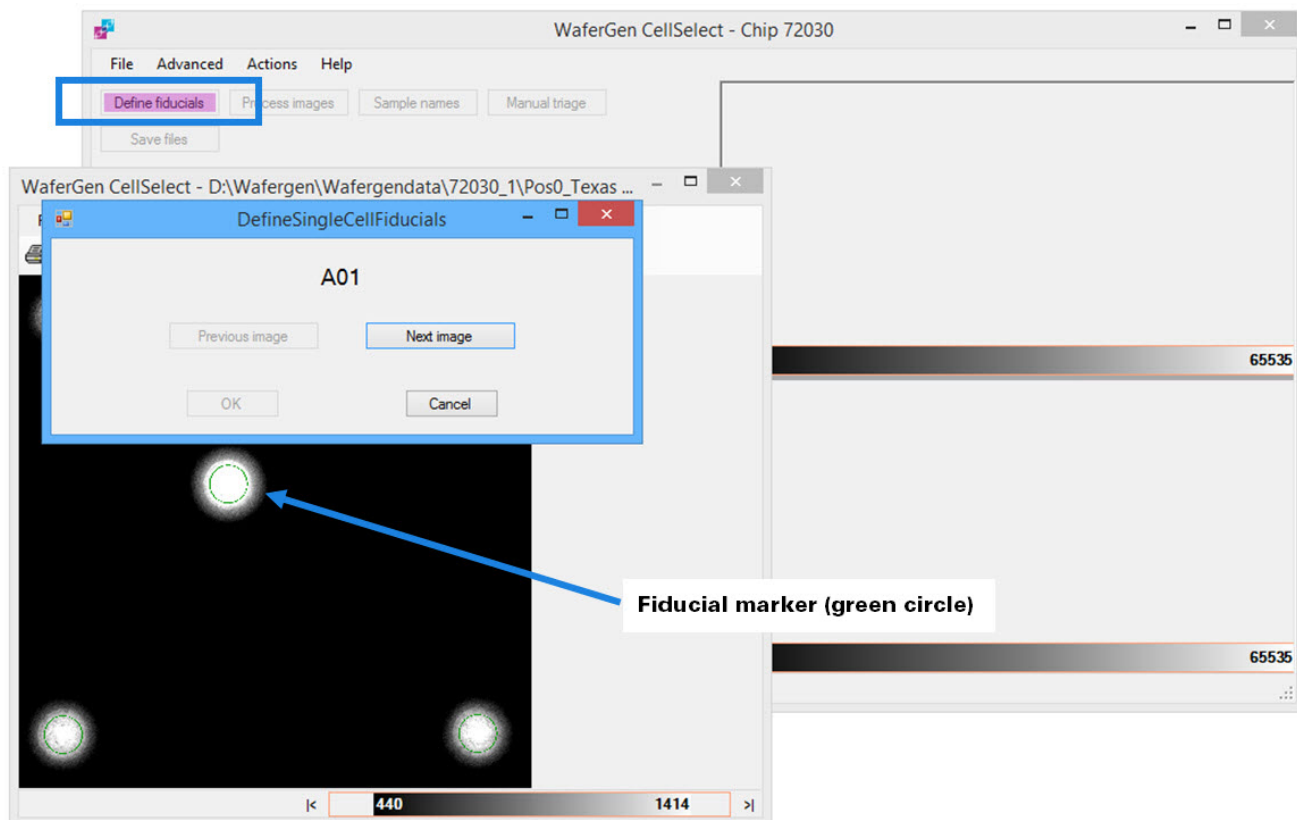 WaferGen CellSelect - Chip 72030
File Advanced Actions Help
Define fiducials Process images Sample names Manual triage
Save files
WaferGen CellSelect - D:\Wafergen\Wafergendata\72030_1\Pos0_Texas ...
DefineSingleCellFiducials
A01
Previous image Next image
OK Cancel
65535
Fiducial marker (green circle)
65535
|< 440 1414 >|